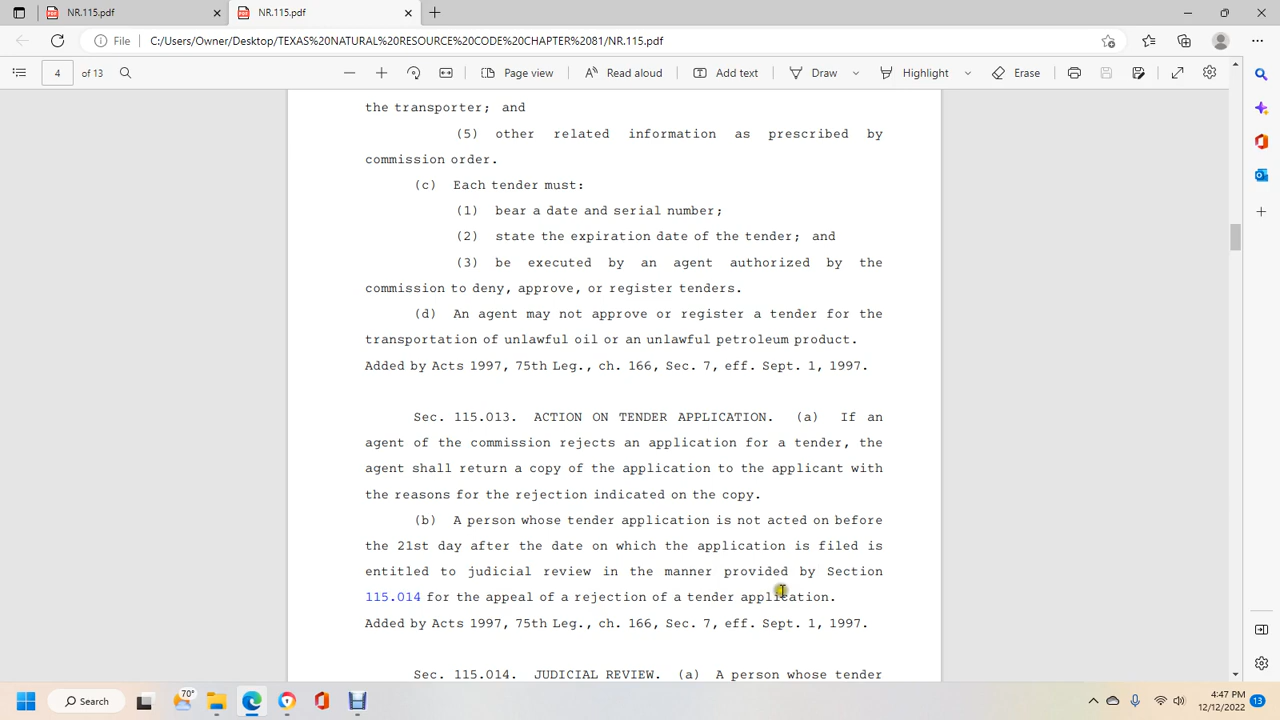 NR.115.pdf
NR.115.pdf
File C:/Users/Owner/Desktop/TEXAS%20NATURAL%20RESOURCE%20CODE%20CHAPTER%2081/NR.115.pdf
4 of 13 Page view Read aloud Add text Draw Highlight Erase
the transporter; and
(5) other related information as prescribed by
commission order.
(c) Each tender must:
(1) bear a date and serial number;
(2) state the expiration date of the tender; and
(3) be executed by an agent authorized by the
commission to deny, approve, or register tenders.
(d) An agent may not approve or register a tender for the
transportation of unlawful oil or an unlawful petroleum product.
Added by Acts 1997, 75th Leg., ch. 166, Sec. 7, eff. Sept. 1, 1997.
Sec. 115.013. ACTION ON TENDER APPLICATION. (a) If an
agent of the commission rejects an application for a tender, the
agent shall return a copy of the application to the applicant with
the reasons for the rejection indicated on the copy.
(b) A person whose tender application is not acted on before
the 21st day after the date on which the application is filed is
entitled to judicial review in the manner provided by Section
115.014 for the appeal of a rejection of a tender application.
Added by Acts 1997, 75th Leg., ch. 166, Sec. 7, eff. Sept. 1, 1997.
Sec. 115.014. JUDICIAL REVIEW. (a) A person whose tender
Search 70° 4:47 PM
12/12/2022 13